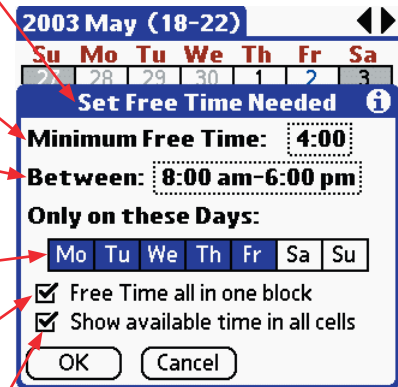 2003 May (18-22)
Su Mo Tu We Th Fr Sa
27 28 29 30 1 2 3
Set Free Time Needed i
Minimum Free Time: 4:00
Between: 8:00 am-6:00 pm
Only on these Days:
Mo Tu We Th Fr Sa Su
Free Time all in one block
Show available time in all cells
OK Cancel